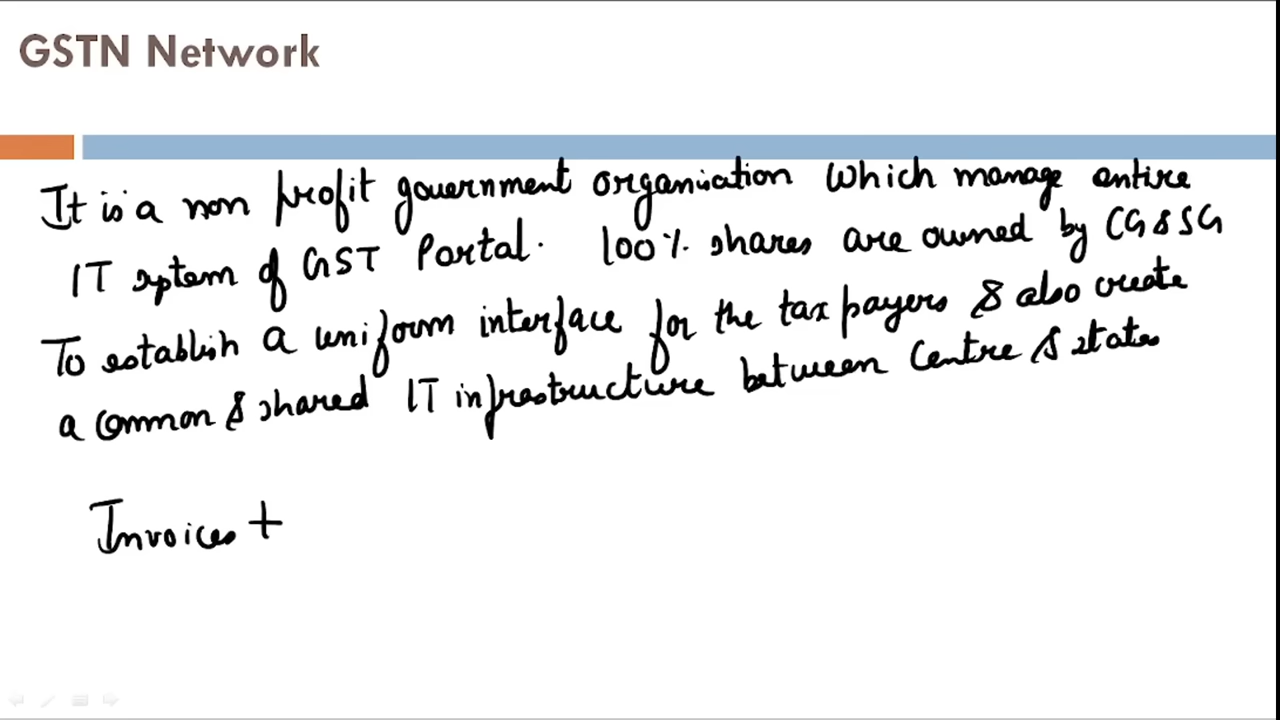 GSTN Network
It is a non profit government organisation which manage entire
IT system of GST Portal. 100% shares are owned by CG & SG
To establish a uniform interface for the tax payers & also create
a common & shared IT infrastructure between Centre & states
Invoices +